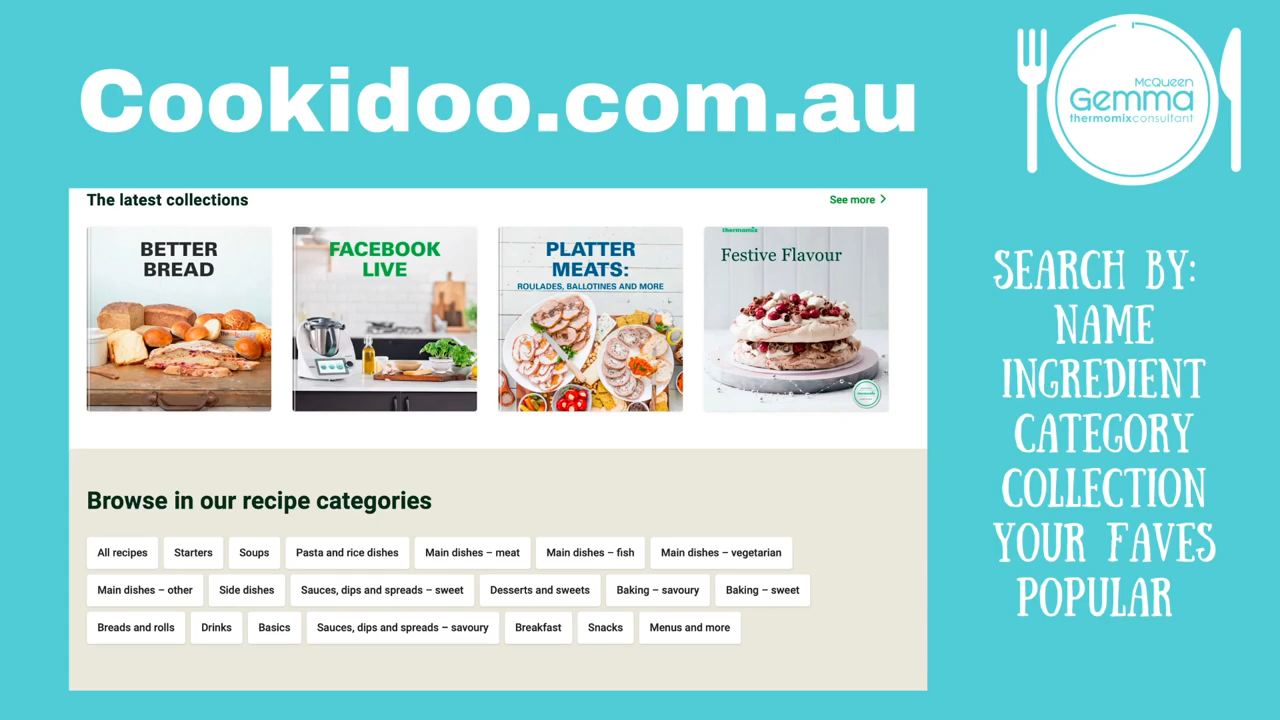 Cookidoo.com.au
McQueen
Gemma
thermomixconsultant
The latest collections
See more
BETTER
BREAD
FACEBOOK
LIVE
PLATTER
MEATS:
ROULADES, BALLOTINES AND MORE
thermomix
Festive Flavour
Browse in our recipe categories
All recipes Starters Soups Pasta and rice dishes Main dishes – meat Main dishes – fish Main dishes – vegetarian
Main dishes – other Side dishes Sauces, dips and spreads – sweet Desserts and sweets Baking – savoury Baking – sweet
Breads and rolls Drinks Basics Sauces, dips and spreads – savoury Breakfast Snacks Menus and more
SEARCH BY:
NAME
INGREDIENT
CATEGORY
COLLECTION
YOUR FAVES
POPULAR